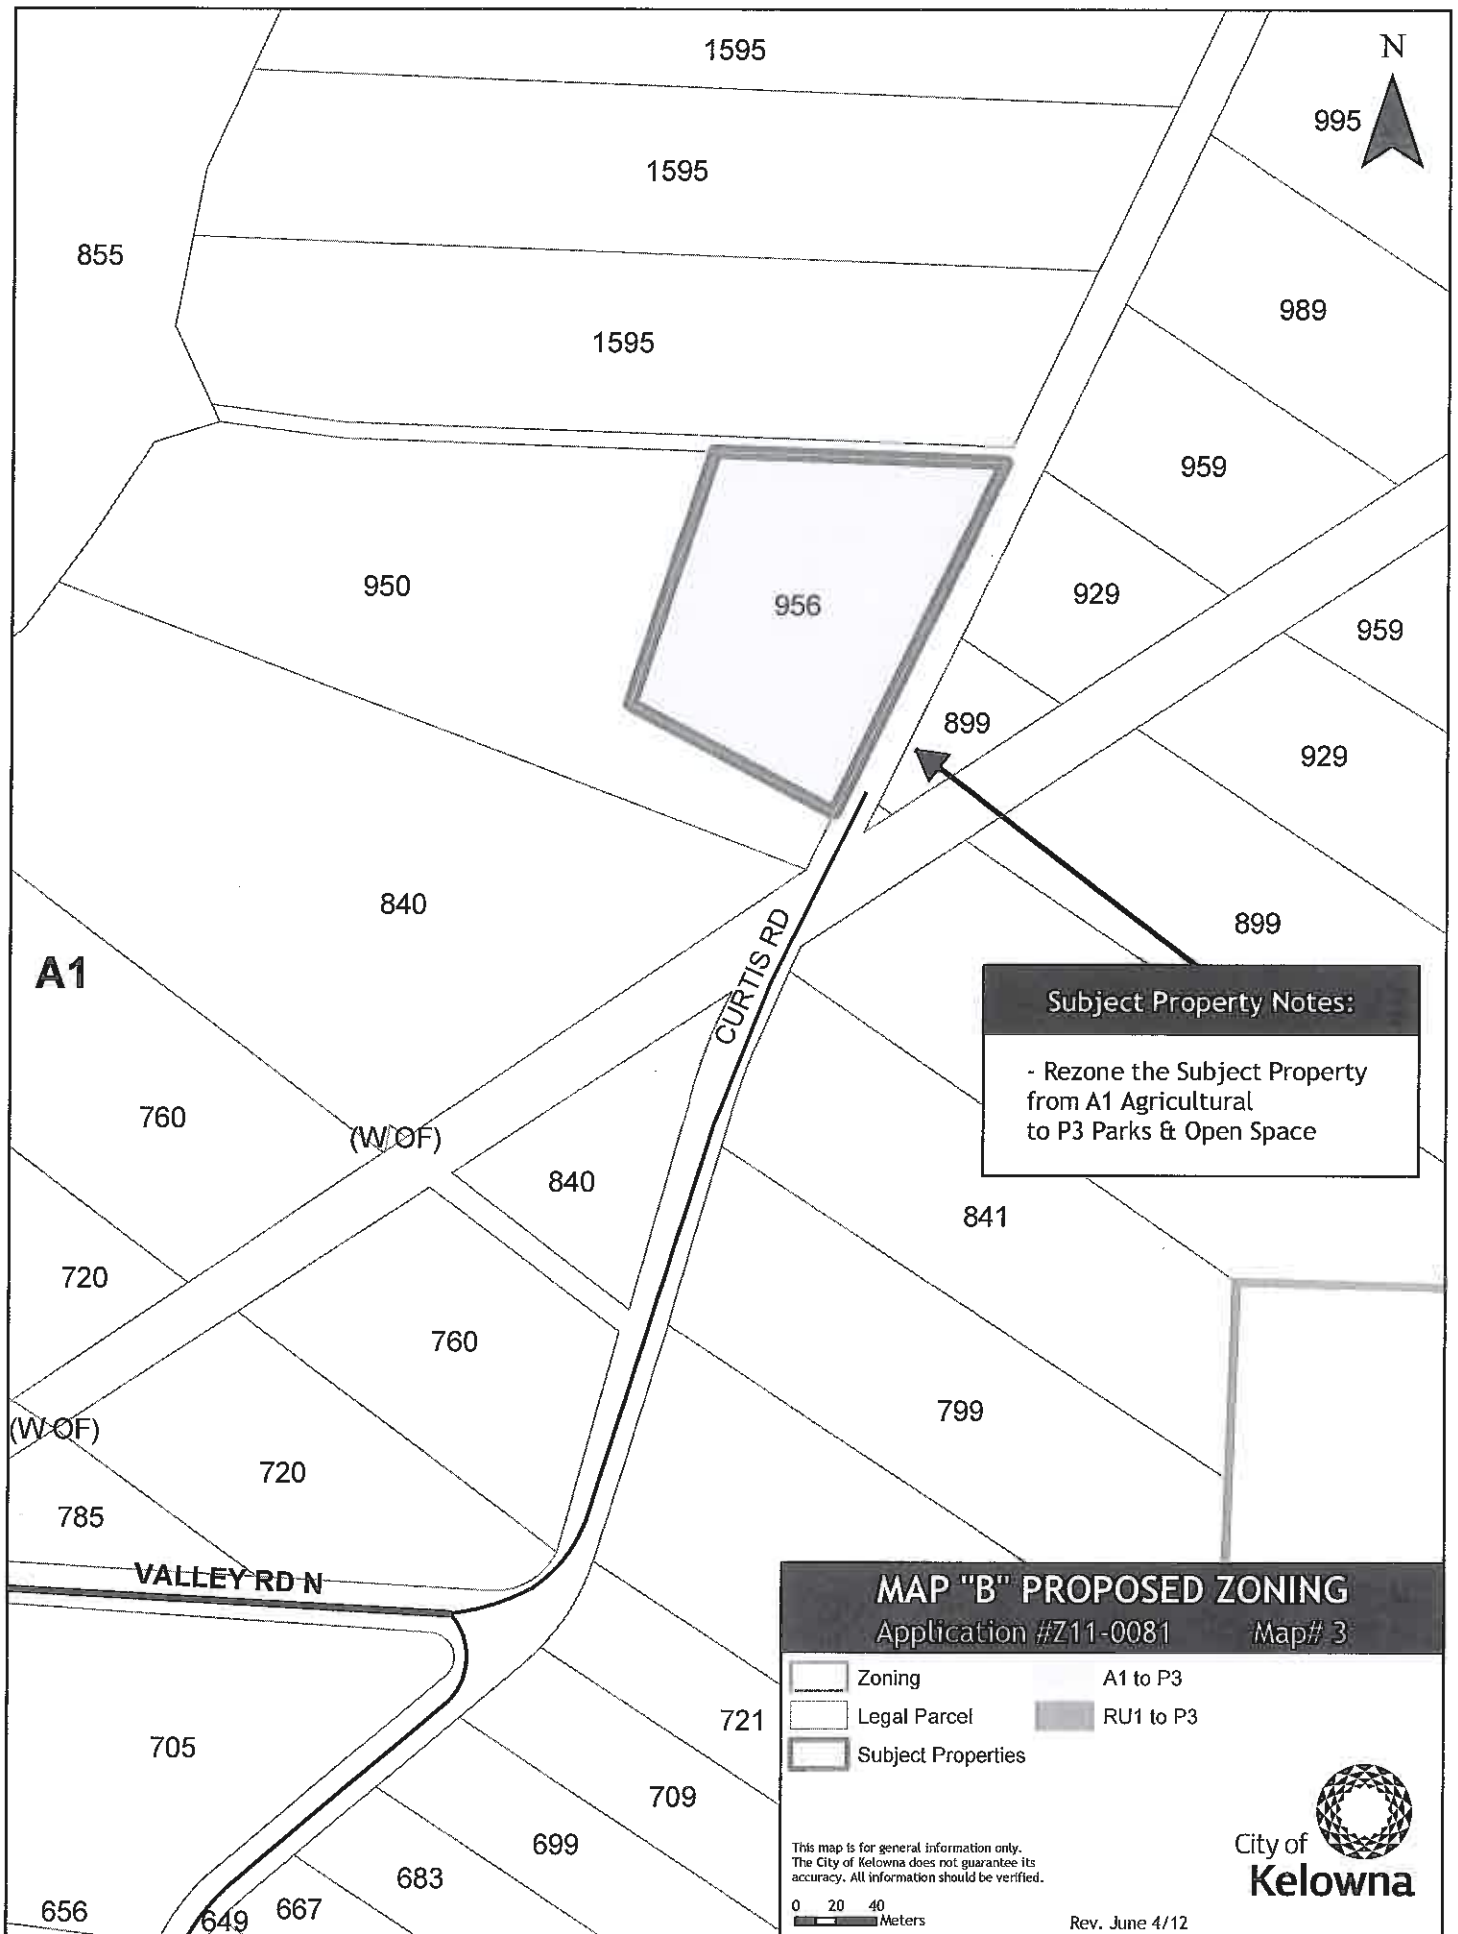 1595
N
995
1595
855
989
1595
959
950
929
956
959
899
929
840
899
CURTIS RD
A1
Subject Property Notes:
- Rezone the Subject Property
from A1 Agricultural
to P3 Parks & Open Space
760
(W OF)
840
841
720
760
799
(W OF)
720
785
VALLEY RD N
MAP "B" PROPOSED ZONING
Application #Z11-0081 Map# 3
Zoning
A1 to P3
Legal Parcel
RU1 to P3
Subject Properties
721
705
709
699
683
667
649
656
This map is for general information only.
The City of Kelowna does not guarantee its
accuracy. All information should be verified.
0 20 40
Meters
Rev. June 4/12
City of
Kelowna